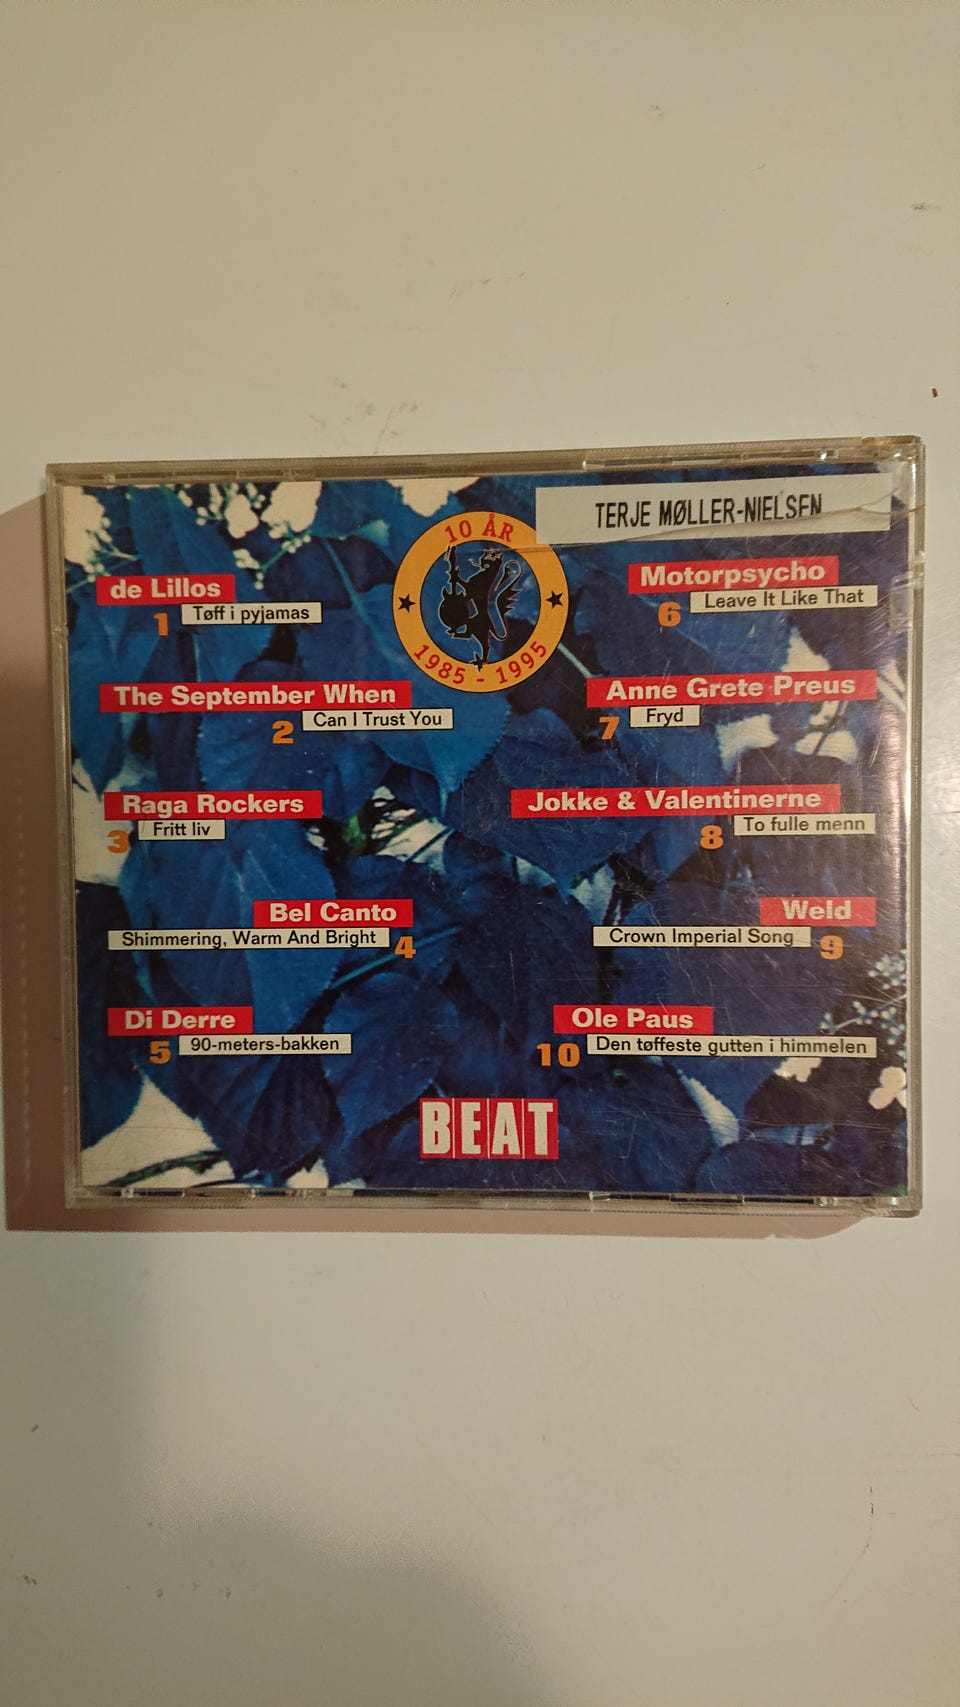 TERJE MØLLER-NIELSEN
10 ÅR
1985 - 1995
de Lillos
1 Tøff i pyjamas
The September When
2 Can I Trust You
Raga Rockers
3 Fritt liv
Bel Canto
Shimmering, Warm And Bright 4
Di Derre
5 90-meters-bakken
Motorpsycho
6 Leave It Like That
Anne Grete Preus
7 Fryd
Jokke & Valentinerne
8 To fulle menn
Weld
Crown Imperial Song 9
Ole Paus
10 Den tøffeste gutten i himmelen
BEAT